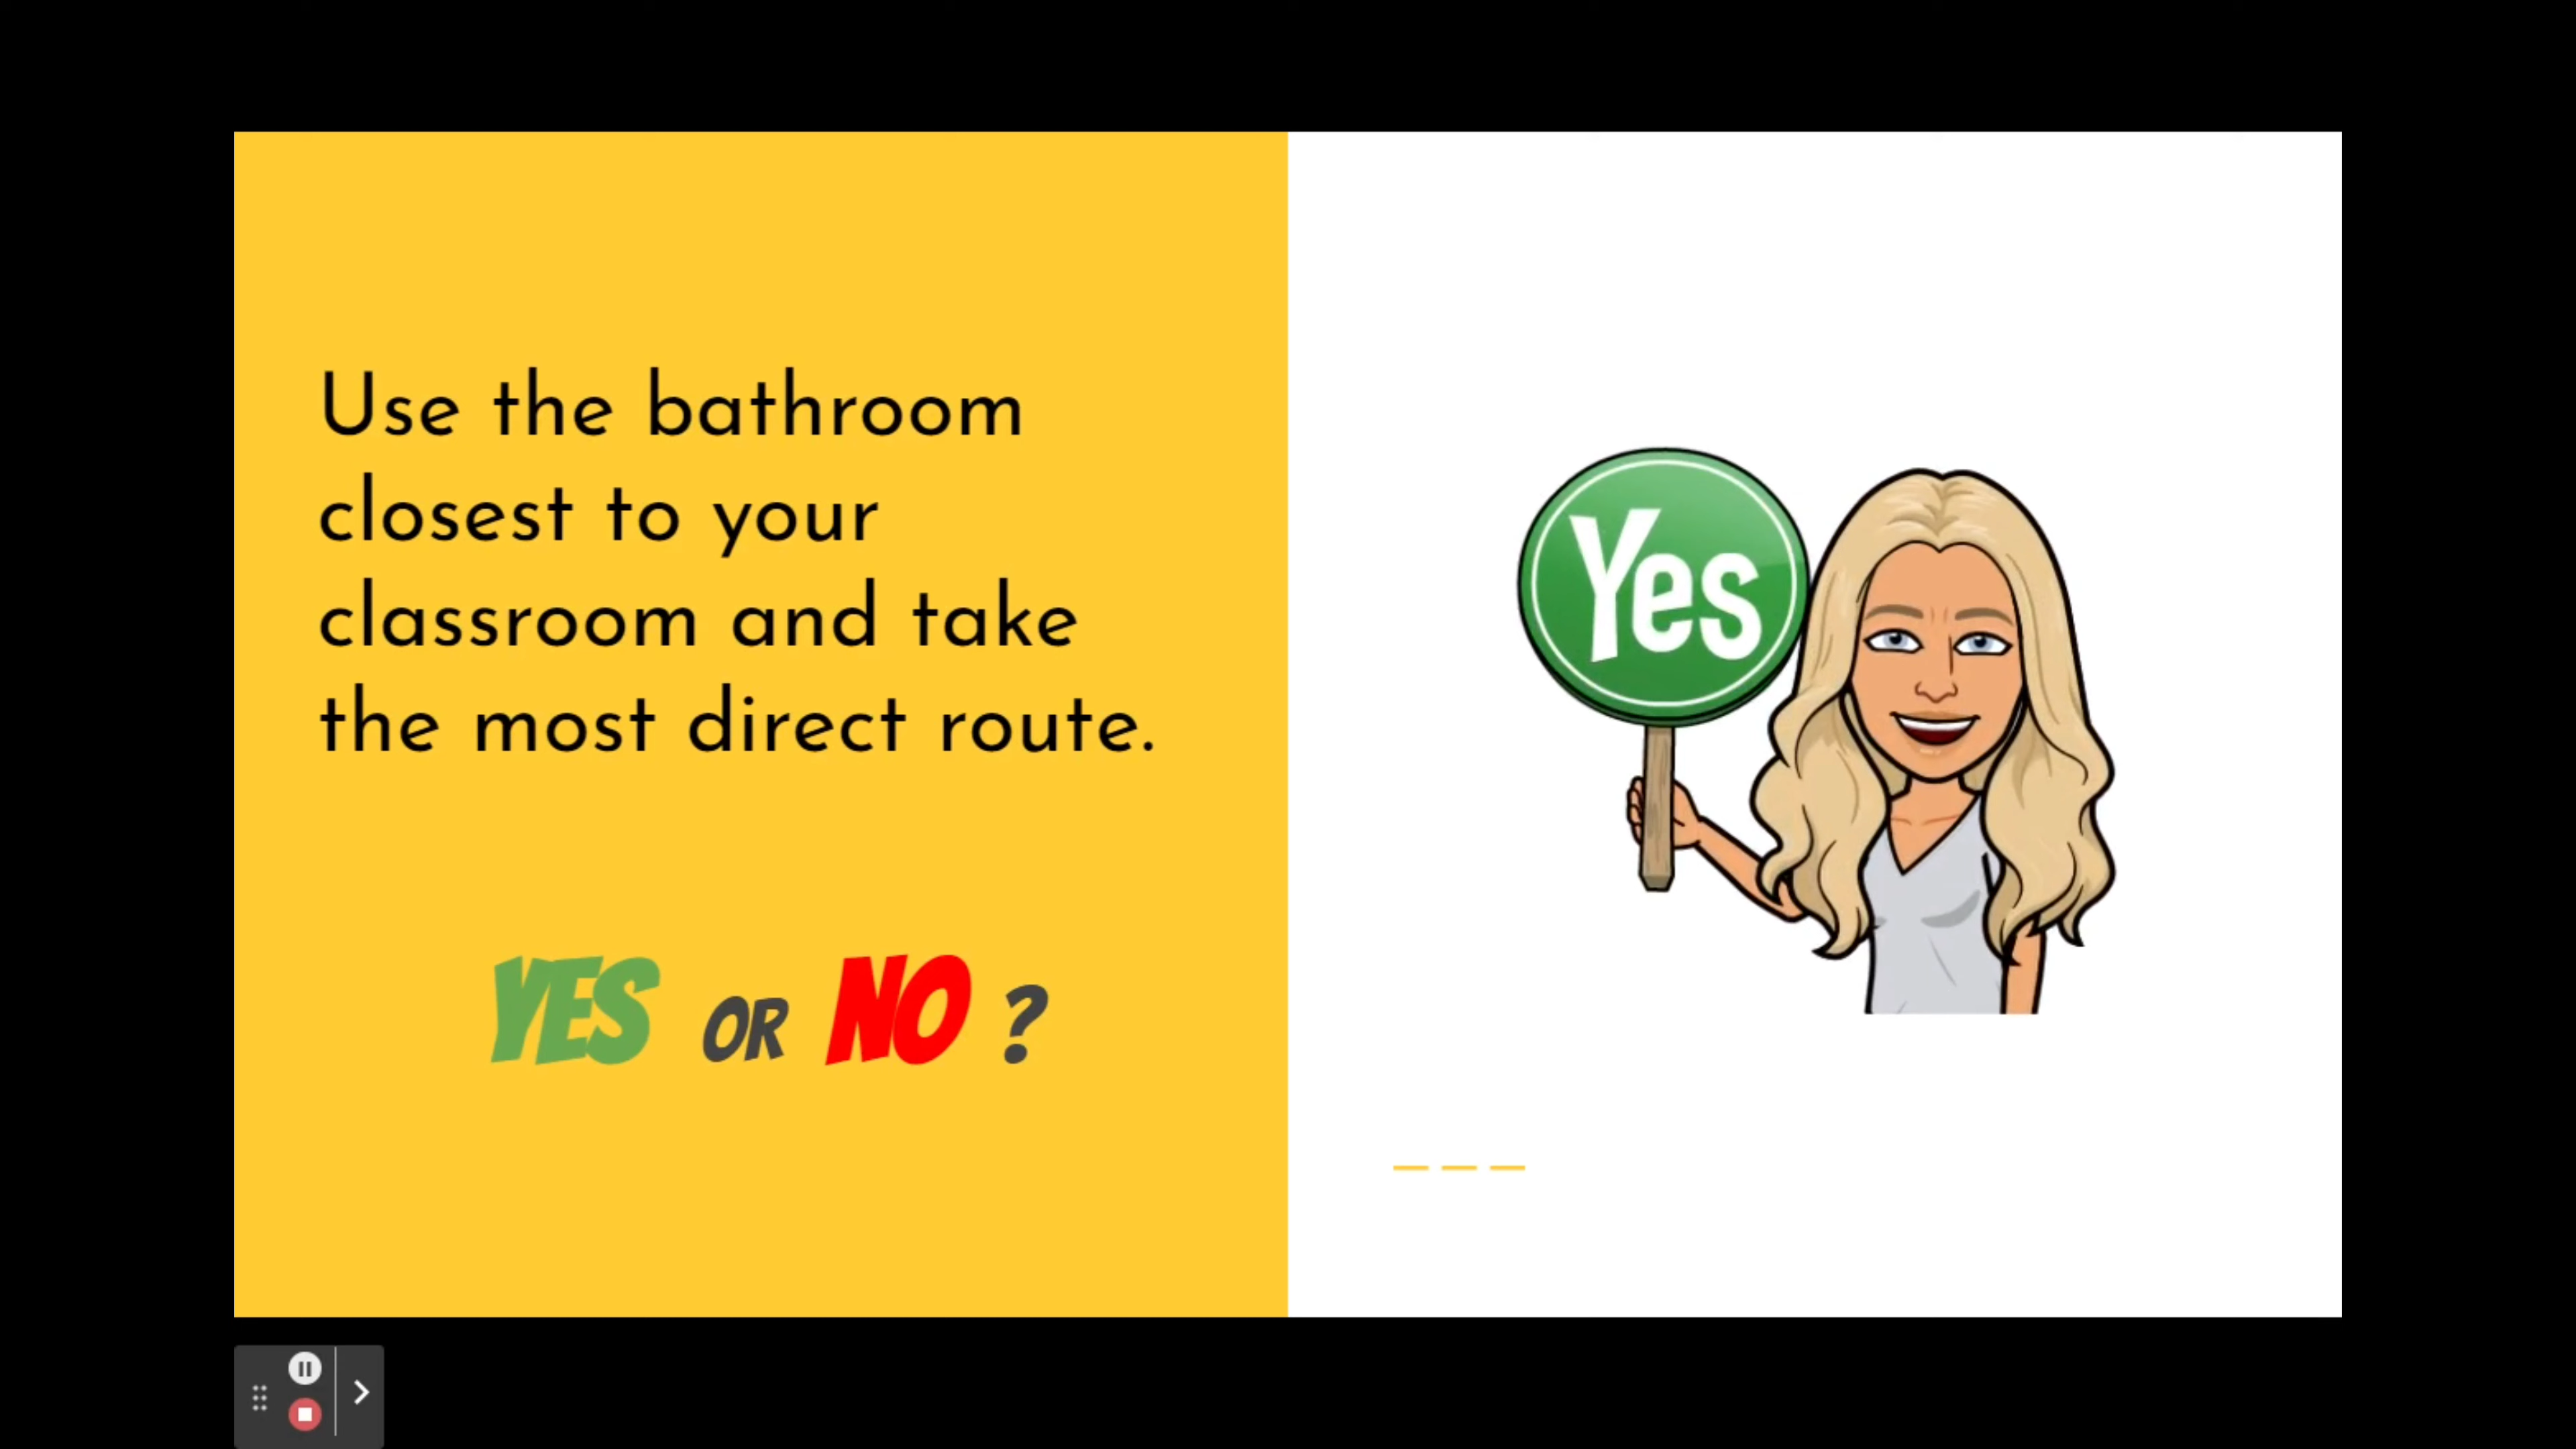 Use the bathroom
closest to your
classroom and take
the most direct route.
YES OR NO ?
Yes